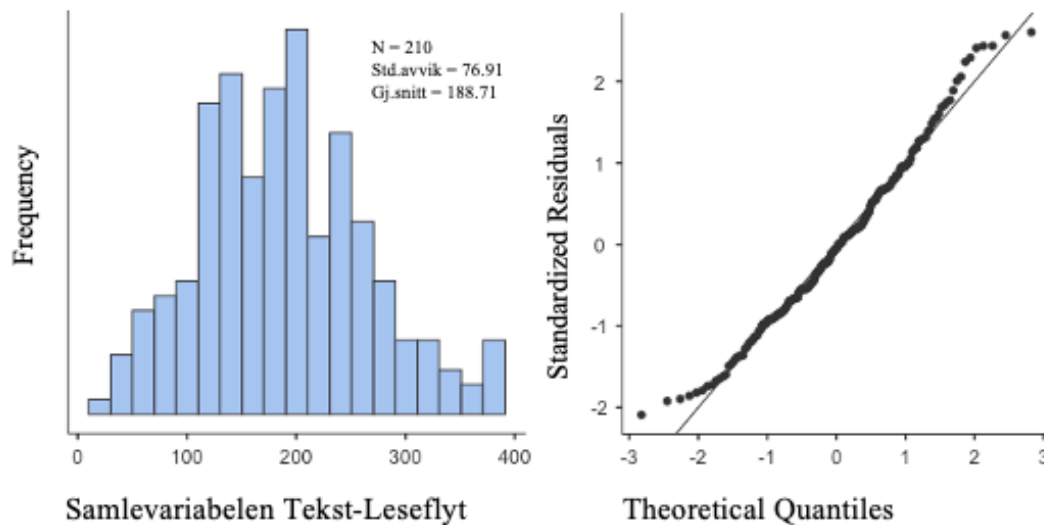 N = 210
Std.avvik = 76.91
Gj.snitt = 188.71
Frequency
0 100 200 300 400
Samlevariabelen Tekst-Leseflyt
Standardized Residuals
2
1
0
-1
-2
-3 -2 -1 0 1 2 3
Theoretical Quantiles